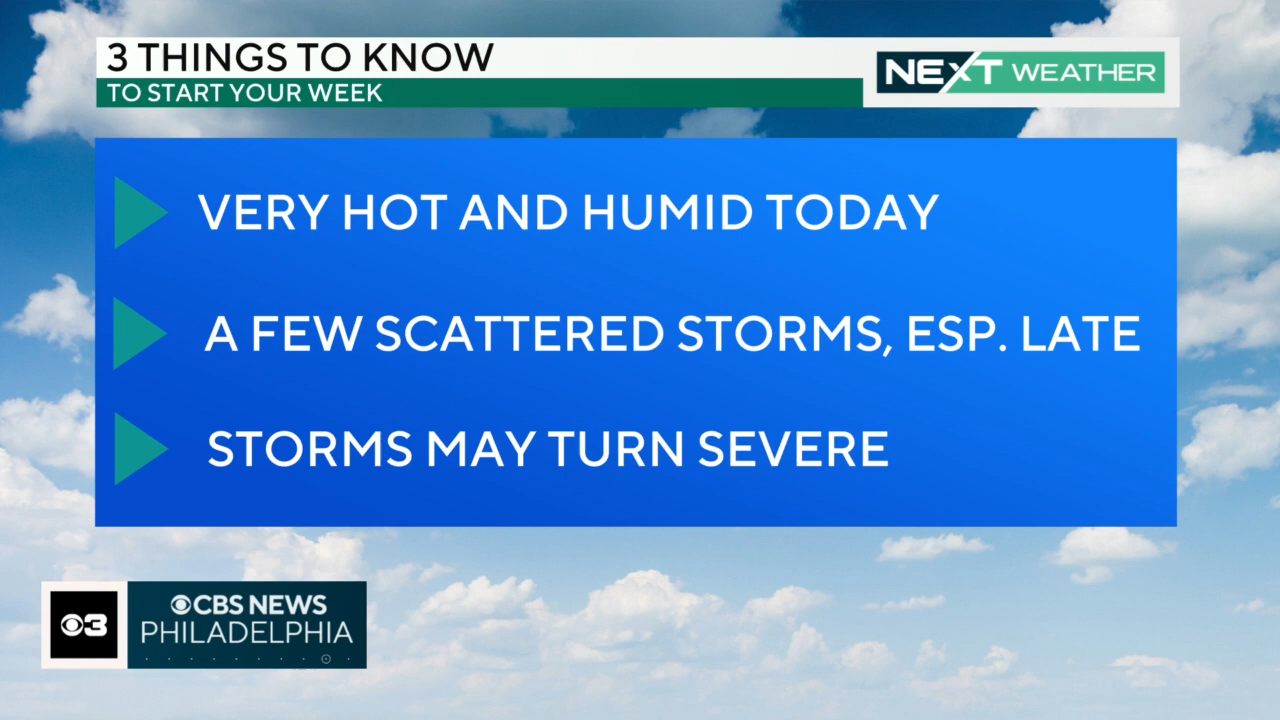 3 THINGS TO KNOW
TO START YOUR WEEK
NEXT WEATHER
VERY HOT AND HUMID TODAY
A FEW SCATTERED STORMS, ESP. LATE
STORMS MAY TURN SEVERE
3
CBS NEWS
PHILADELPHIA